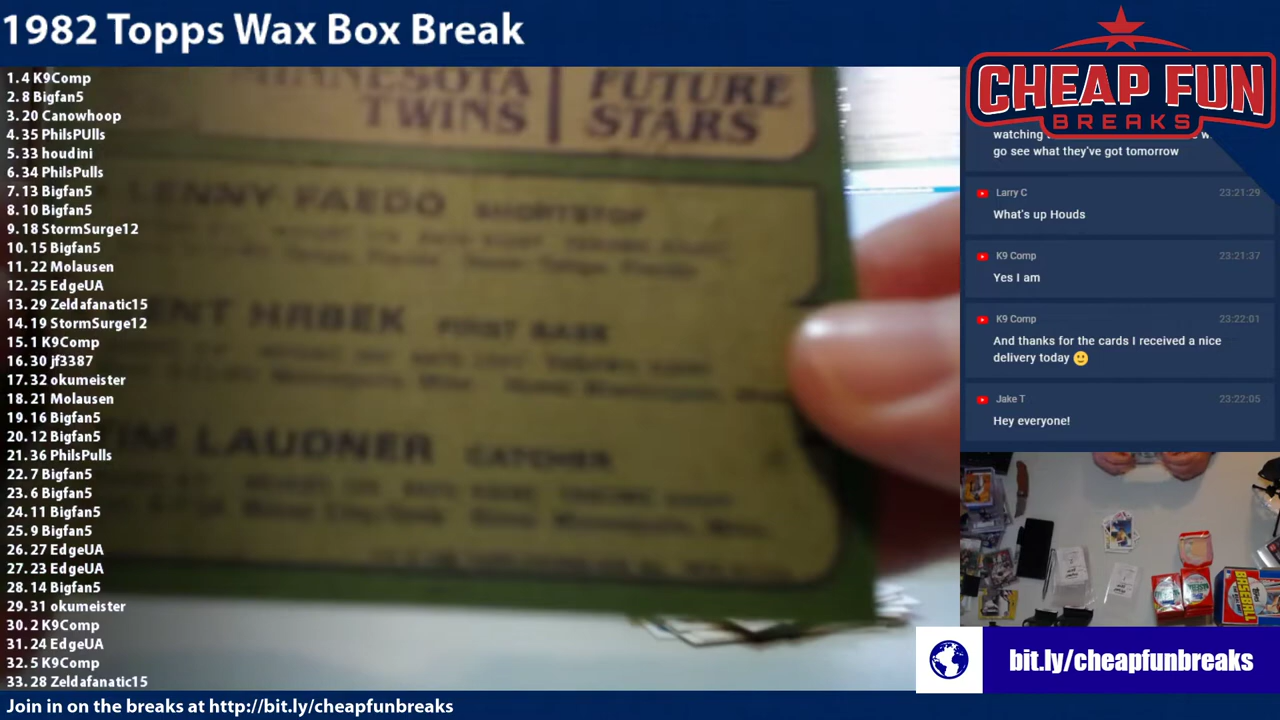 1982 Topps Wax Box Break
1.4 K9Comp
2. 8 Bigfan5
3. 20 Canowhoop
4. 35 PhilsPUlls
5. 33 houdini
6. 34 PhilsPulls
7. 13 Bigfan5
8. 10 Bigfan5
9. 18 StormSurge12
10. 15 Bigfan5
11. 22 Molausen
12. 25 EdgeUA
13. 29 Zeldafanatic15
14. 19 StormSurge12
15. 1 K9Comp
16. 30 jf3387
17. 32 okumeister
18. 21 Molausen
19. 16 Bigfan5
20. 12 Bigfan5
21. 36 PhilsPulls
22. 7 Bigfan5
23. 6 Bigfan5
24. 11 Bigfan5
25. 9 Bigfan5
26. 27 EdgeUA
27. 23 EdgeUA
28. 14 Bigfan5
29. 31 okumeister
30. 2 K9Comp
31. 24 EdgeUA
32. 5 K9Comp
33. 28 Zeldafanatic15
MINNESOTA
TWINS
FUTURE
STARS
LENNY FAEDO SHORTSTOP
ENT HRBEK FIRST BASE
IM LAUDNER CATCHER
CHEAP FUN
BREAKS
watching
go see what they've got tomorrow
Larry C 23:21:29
What's up Houds
K9 Comp 23:21:37
Yes I am
K9 Comp 23:22:01
And thanks for the cards I received a nice
delivery today 🙂
Jake T 23:22:05
Hey everyone!
BASEBALL
bit.ly/cheapfunbreaks
Join in on the breaks at http://bit.ly/cheapfunbreaks